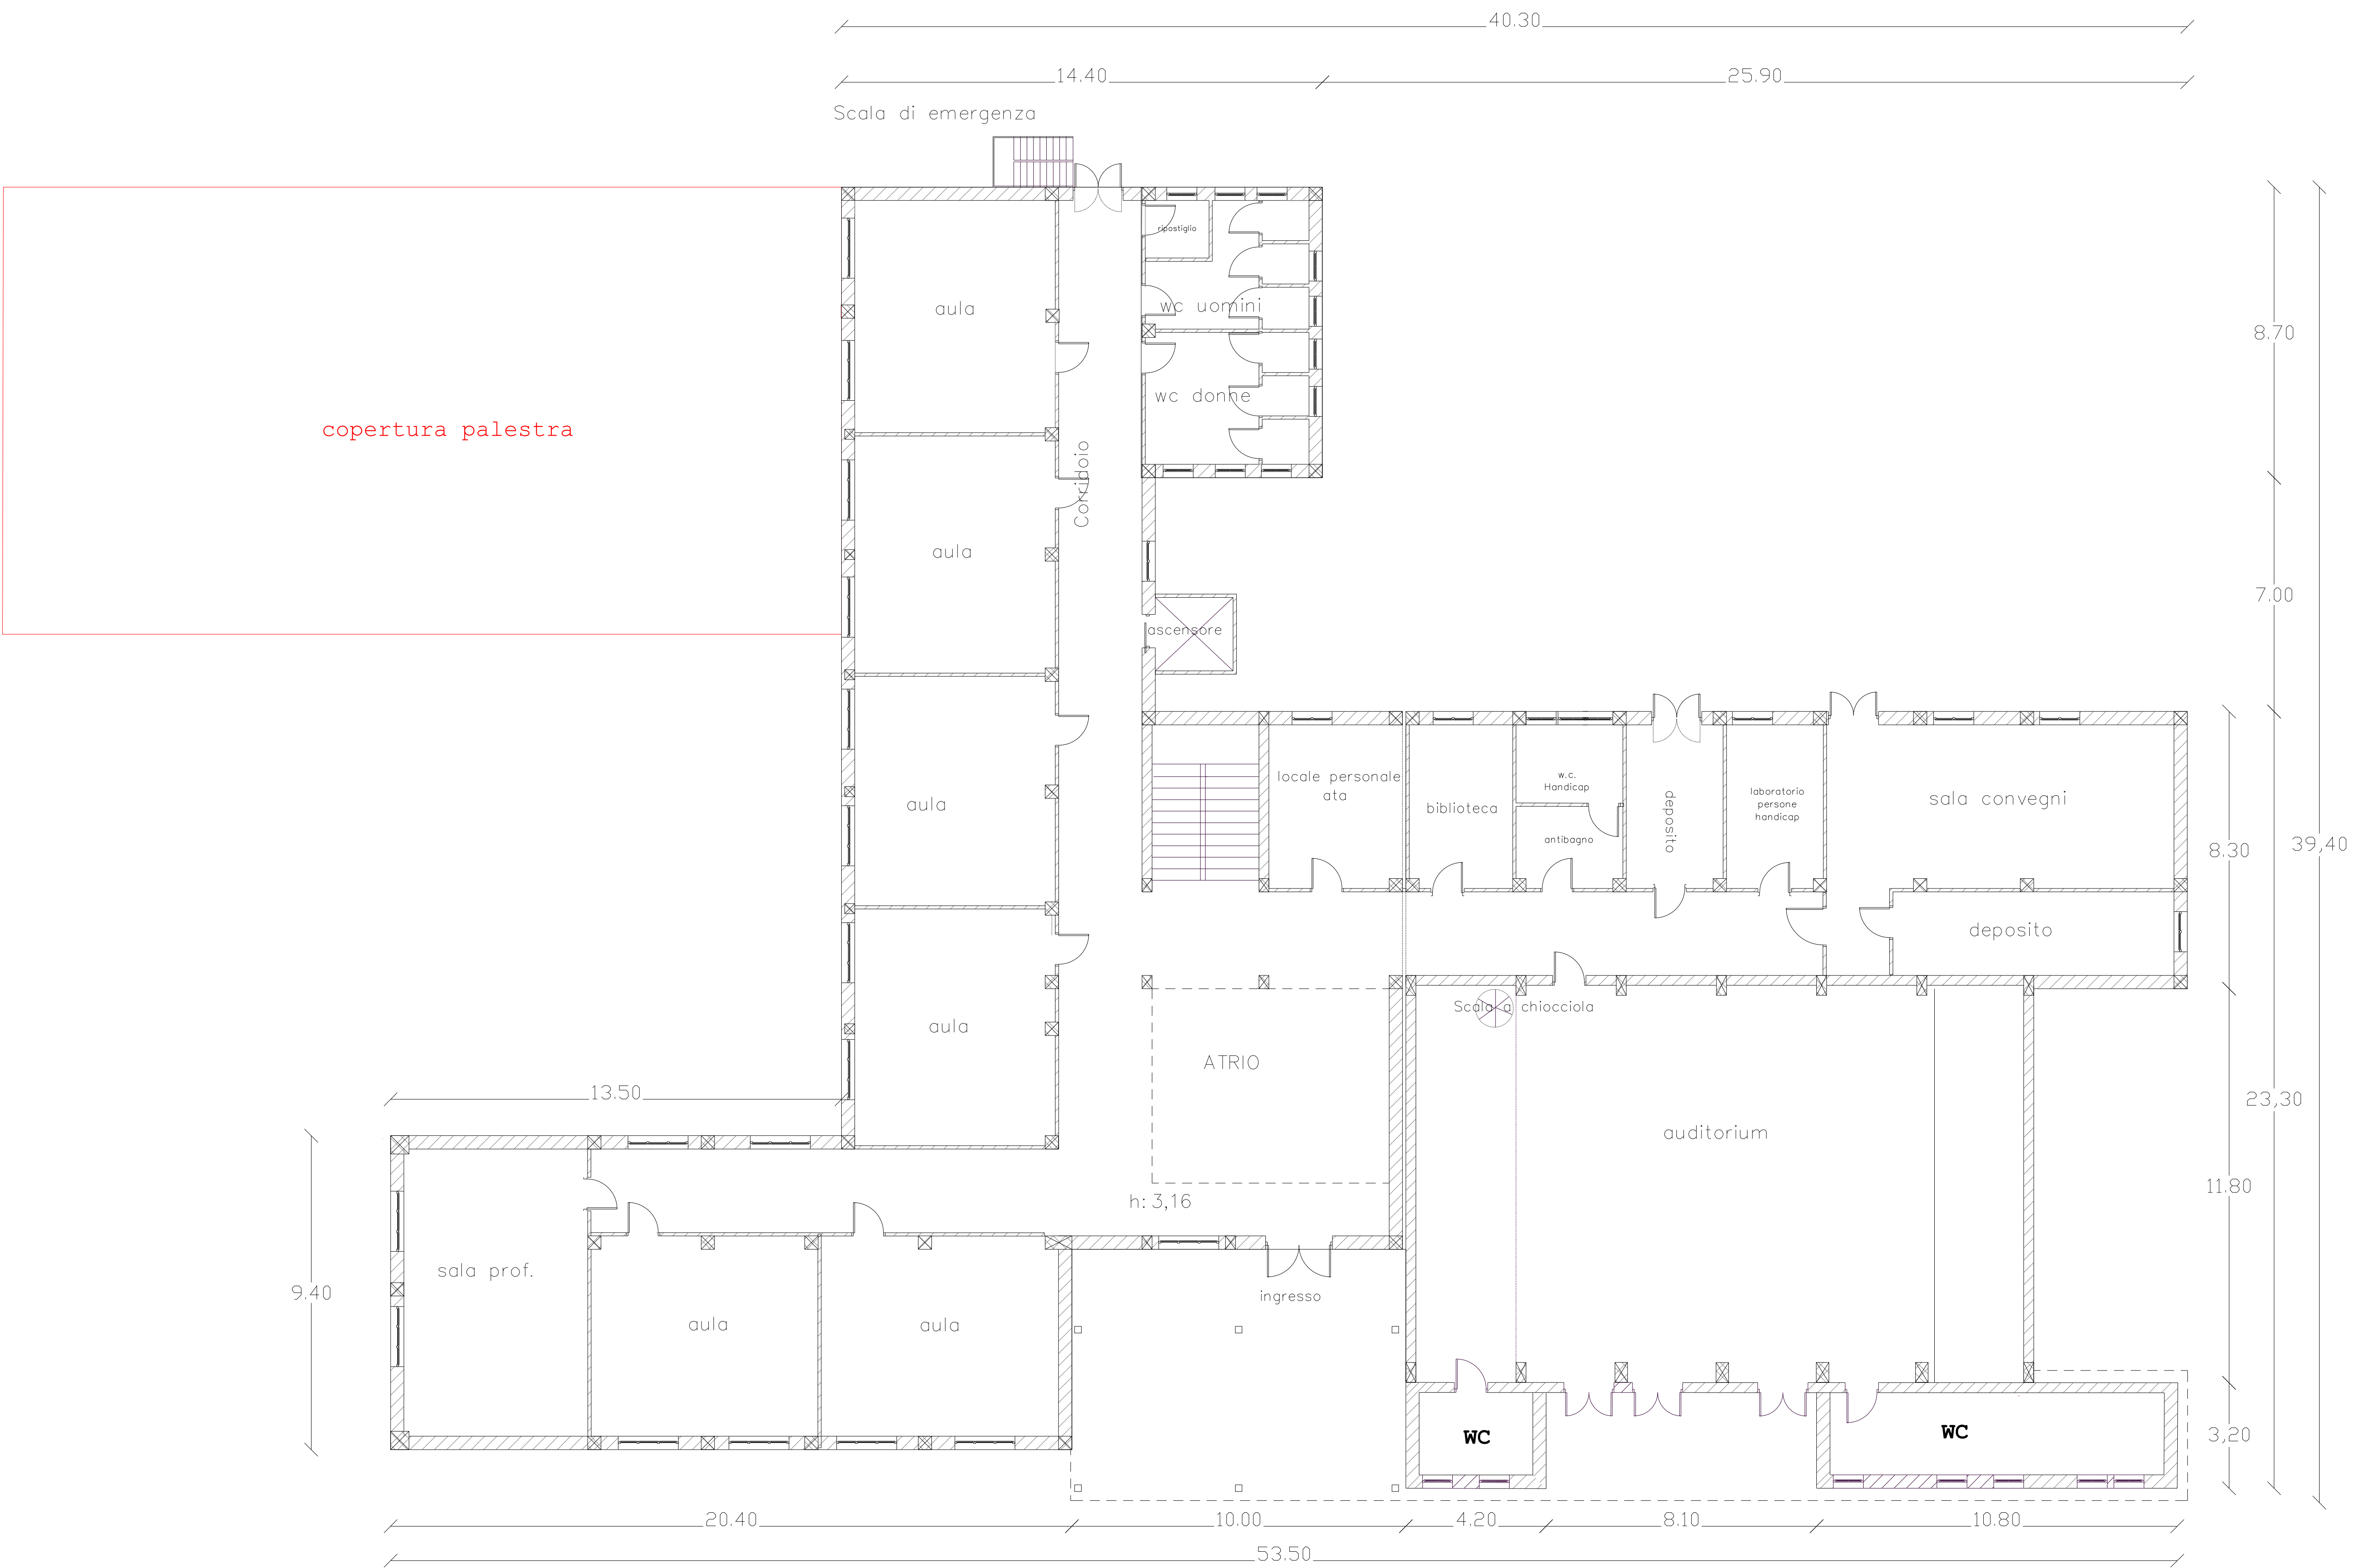 40.30
14.40
25.90
Scala di emergenza
ripostiglio
wc uomini
aula
8.70
wc donne
copertura palestra
Corridoio
aula
7.00
ascensore
locale personale
ata
biblioteca
w.c.
Handicap
antibagno
deposito
laboratorio
persone
handicap
sala convegni
aula
8.30
39,40
deposito
Scala a chiocciola
aula
ATRIO
13.50
23,30
auditorium
11.80
h: 3,16
sala prof.
9.40
ingresso
aula
aula
WC
WC
3,20
20.40
10.00
4.20
8.10
10.80
53.50